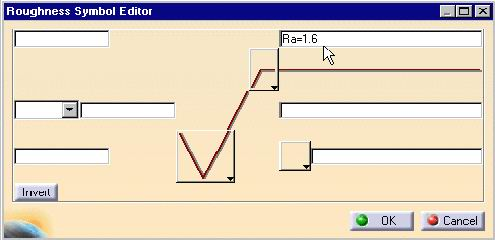 Roughness Symbol Editor
Ra=1.6
Invert
OK
Cancel